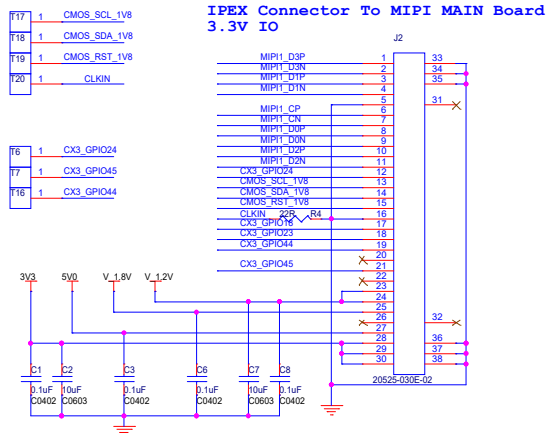 IPEX Connector To MIPI MAIN Board
3.3V IO
T17 1 CMOS_SCL_1V8
T18 1 CMOS_SDA_1V8
T19 1 CMOS_RST_1V8
T20 1 CLKIN
T6 1 CX3_GPIO24
T7 1 CX3_GPIO45
T16 1 CX3_GPIO44
J2
MIPI1_D3P 1 33
MIPI1_D3N 2 34
MIPI1_D1P 3 35
MIPI1_D1N 4
5 31
MIPI1_CP 6
MIPI1_CN 7
MIPI1_D0P 8
MIPI1_D0N 9
MIPI1_D2P 10
MIPI1_D2N 11
CX3_GPIO24 12
CMOS_SCL_1V8 13
CMOS_SDA_1V8 14
CMOS_RST_1V8 15
CLKIN 22R R4 16
CX3_GPIO18 17
CX3_GPIO23 18
CX3_GPIO44 19
20
CX3_GPIO45 21
22
3V3 5V0 V_1,8V V_1,2V 23
24
25
26 32
27
28 36
29 37
30 38
20525-030E-02
C1 C2 C3 C6 C7 C8
0.1uF 10uF 0.1uF 0.1uF 10uF 0.1uF
C0402 C0603 C0402 C0402 C0603 C0402